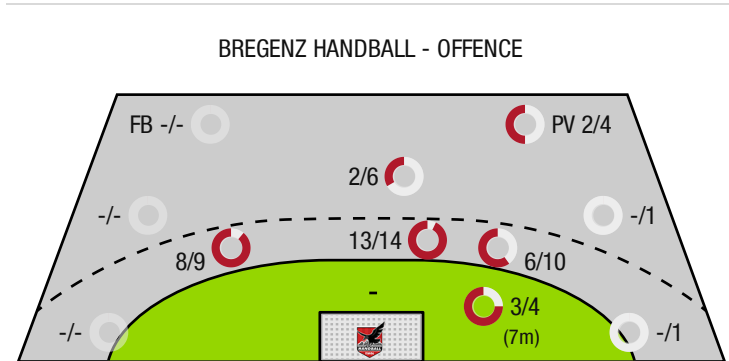 BREGENZ HANDBALL - OFFENCE
FB -/-
PV 2/4
2/6
-/-
-/1
8/9
13/14
6/10
-
3/4
(7m)
-/-
-/1
HANDBALL